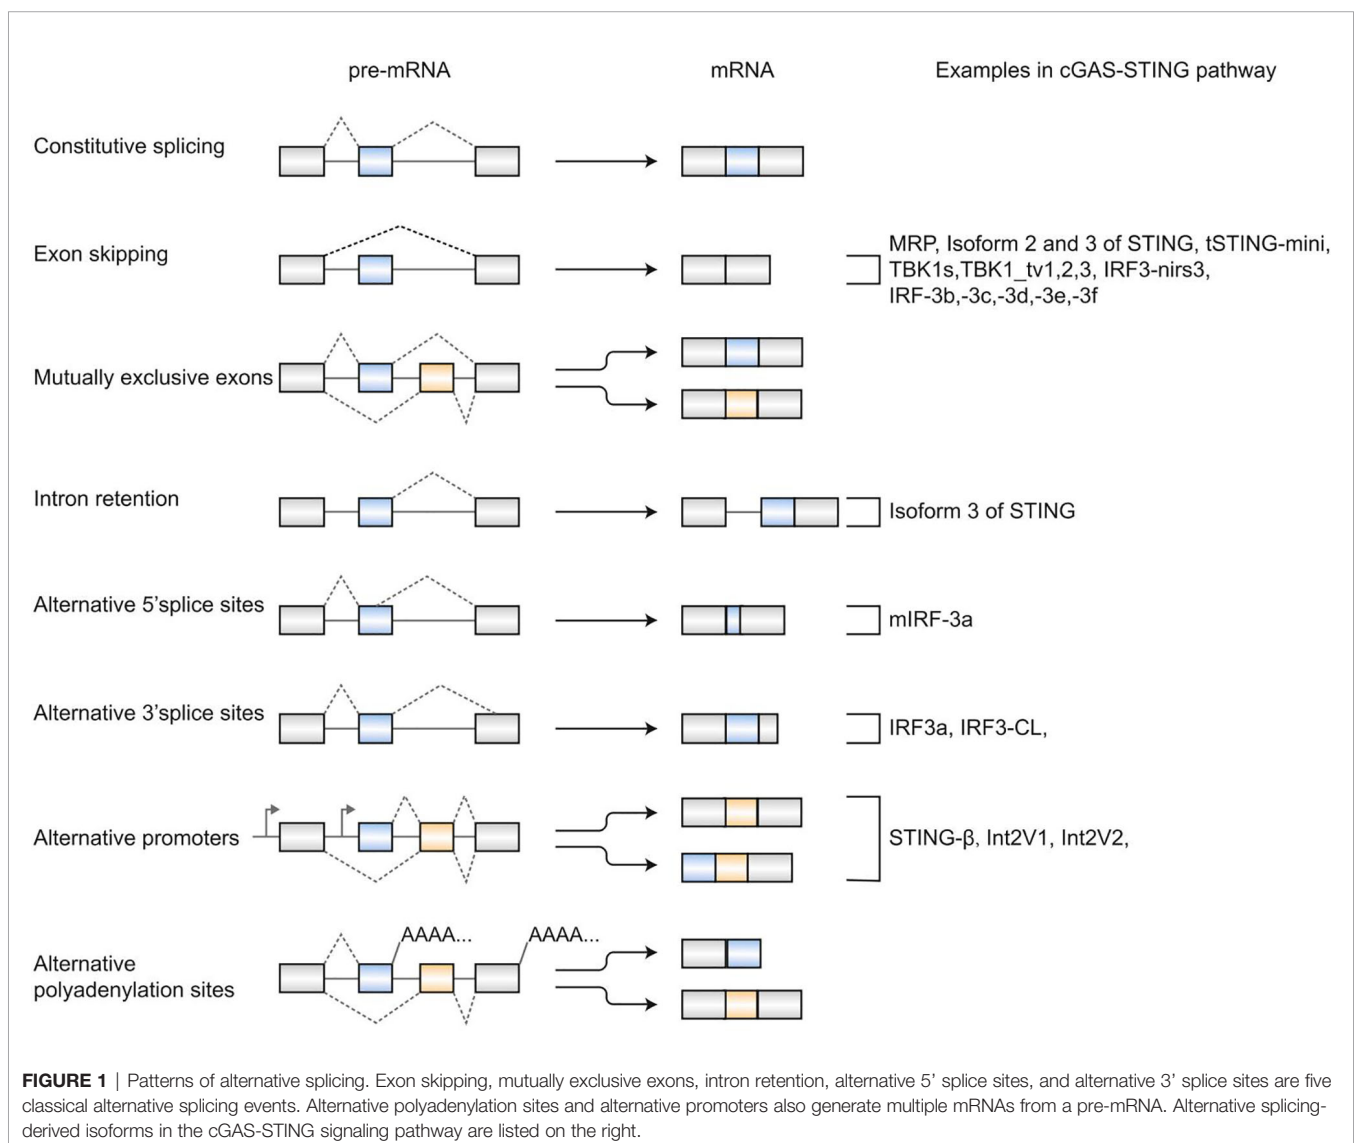 pre-mRNA mRNA Examples in cGAS-STING pathway
Constitutive splicing
Exon skipping
MRP, Isoform 2 and 3 of STING, tSTING-mini,
TBK1s,TBK1_tv1,2,3, IRF3-nirs3,
IRF-3b,-3c,-3d,-3e,-3f
Mutually exclusive exons
Intron retention
Isoform 3 of STING
Alternative 5'splice sites
mIRF-3a
Alternative 3'splice sites
IRF3a, IRF3-CL,
Alternative promoters
STING-β, Int2V1, Int2V2,
AAAA... AAAA...
Alternative
polyadenylation sites
FIGURE 1 | Patterns of alternative splicing. Exon skipping, mutually exclusive exons, intron retention, alternative 5’ splice sites, and alternative 3’ splice sites are five
classical alternative splicing events. Alternative polyadenylation sites and alternative promoters also generate multiple mRNAs from a pre-mRNA. Alternative splicing-
derived isoforms in the cGAS-STING signaling pathway are listed on the right.